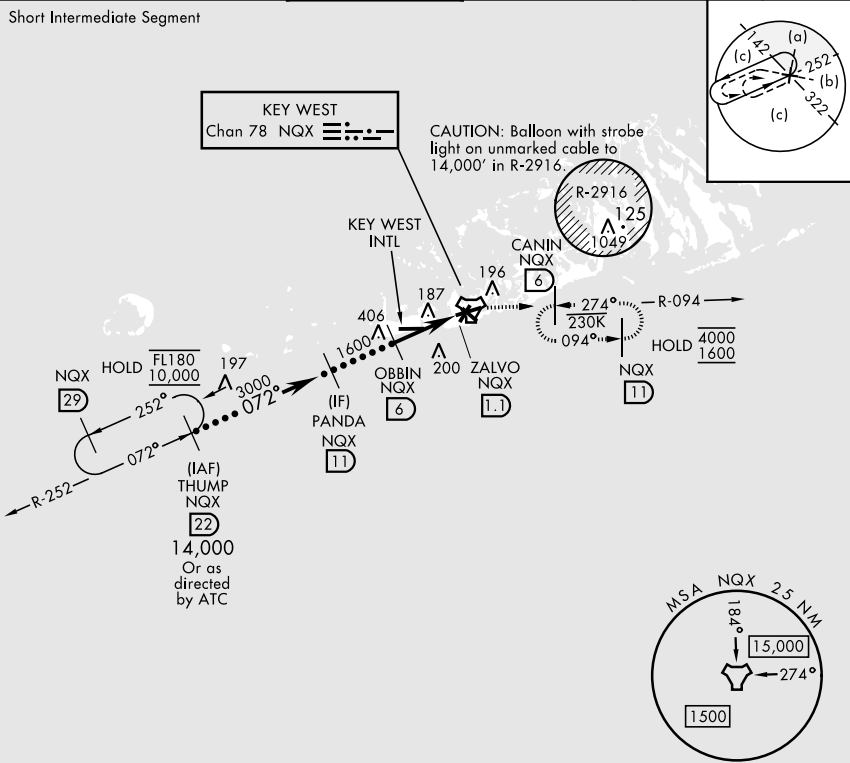 Short Intermediate Segment
142
(a)
(c)
252
(b)
322
(c)
KEY WEST
Chan 78 NQX
CAUTION: Balloon with strobe
light on unmarked cable to
14,000' in R-2916.
R-2916
125
1049
KEY WEST
INTL
CANIN
NQX
6
196
187
406
274°
R-094
230K
094°
HOLD 4000
1600
NQX
11
1600
200
ZALVO
NQX
1.1
OBBIN
NQX
6
HOLD FL180
10,000
197
3000
072°
NQX
29
252°
072°
R-252
(IF)
PANDA
NQX
11
(IAF)
THUMP
NQX
22
14,000
Or as
directed
by ATC
MSA NQX 25 NM
184°
15,000
274°
1500